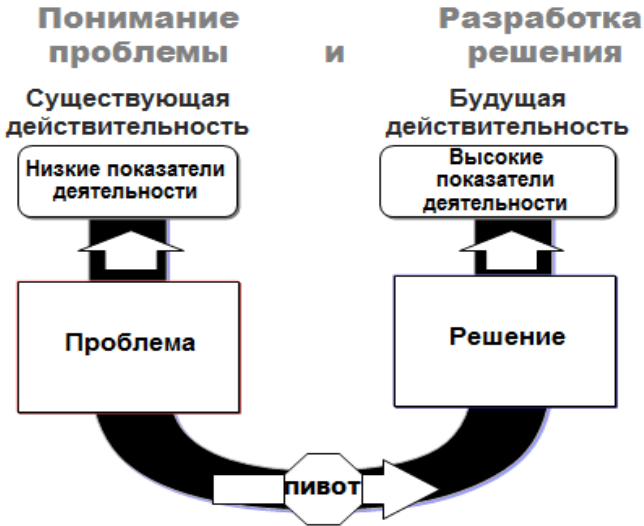 Понимание
проблемы
и
Разработка
решения
Существующая
действительность
Будущая
действительность
Низкие показатели
деятельности
Высокие
показатели
деятельности
Проблема
Решение
пивот